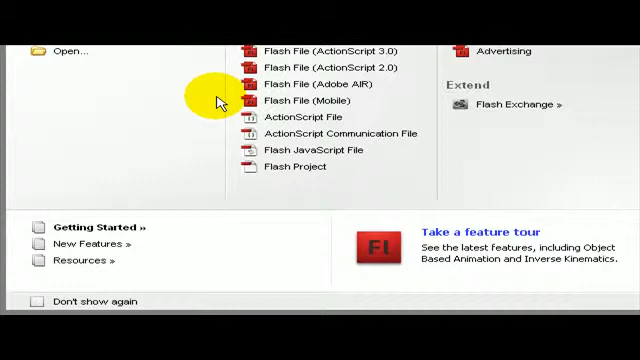 Open...
Flash File (ActionScript 3.0)
Flash File (ActionScript 2.0)
Flash File (Adobe AIR)
Flash File (Mobile)
ActionScript File
ActionScript Communication File
Flash JavaScript File
Flash Project
Advertising
Extend
Flash Exchange »
Getting Started »
New Features »
Resources »
Fl
Take a feature tour
See the latest features, including Object
Based Animation and Inverse Kinematics.
Don't show again